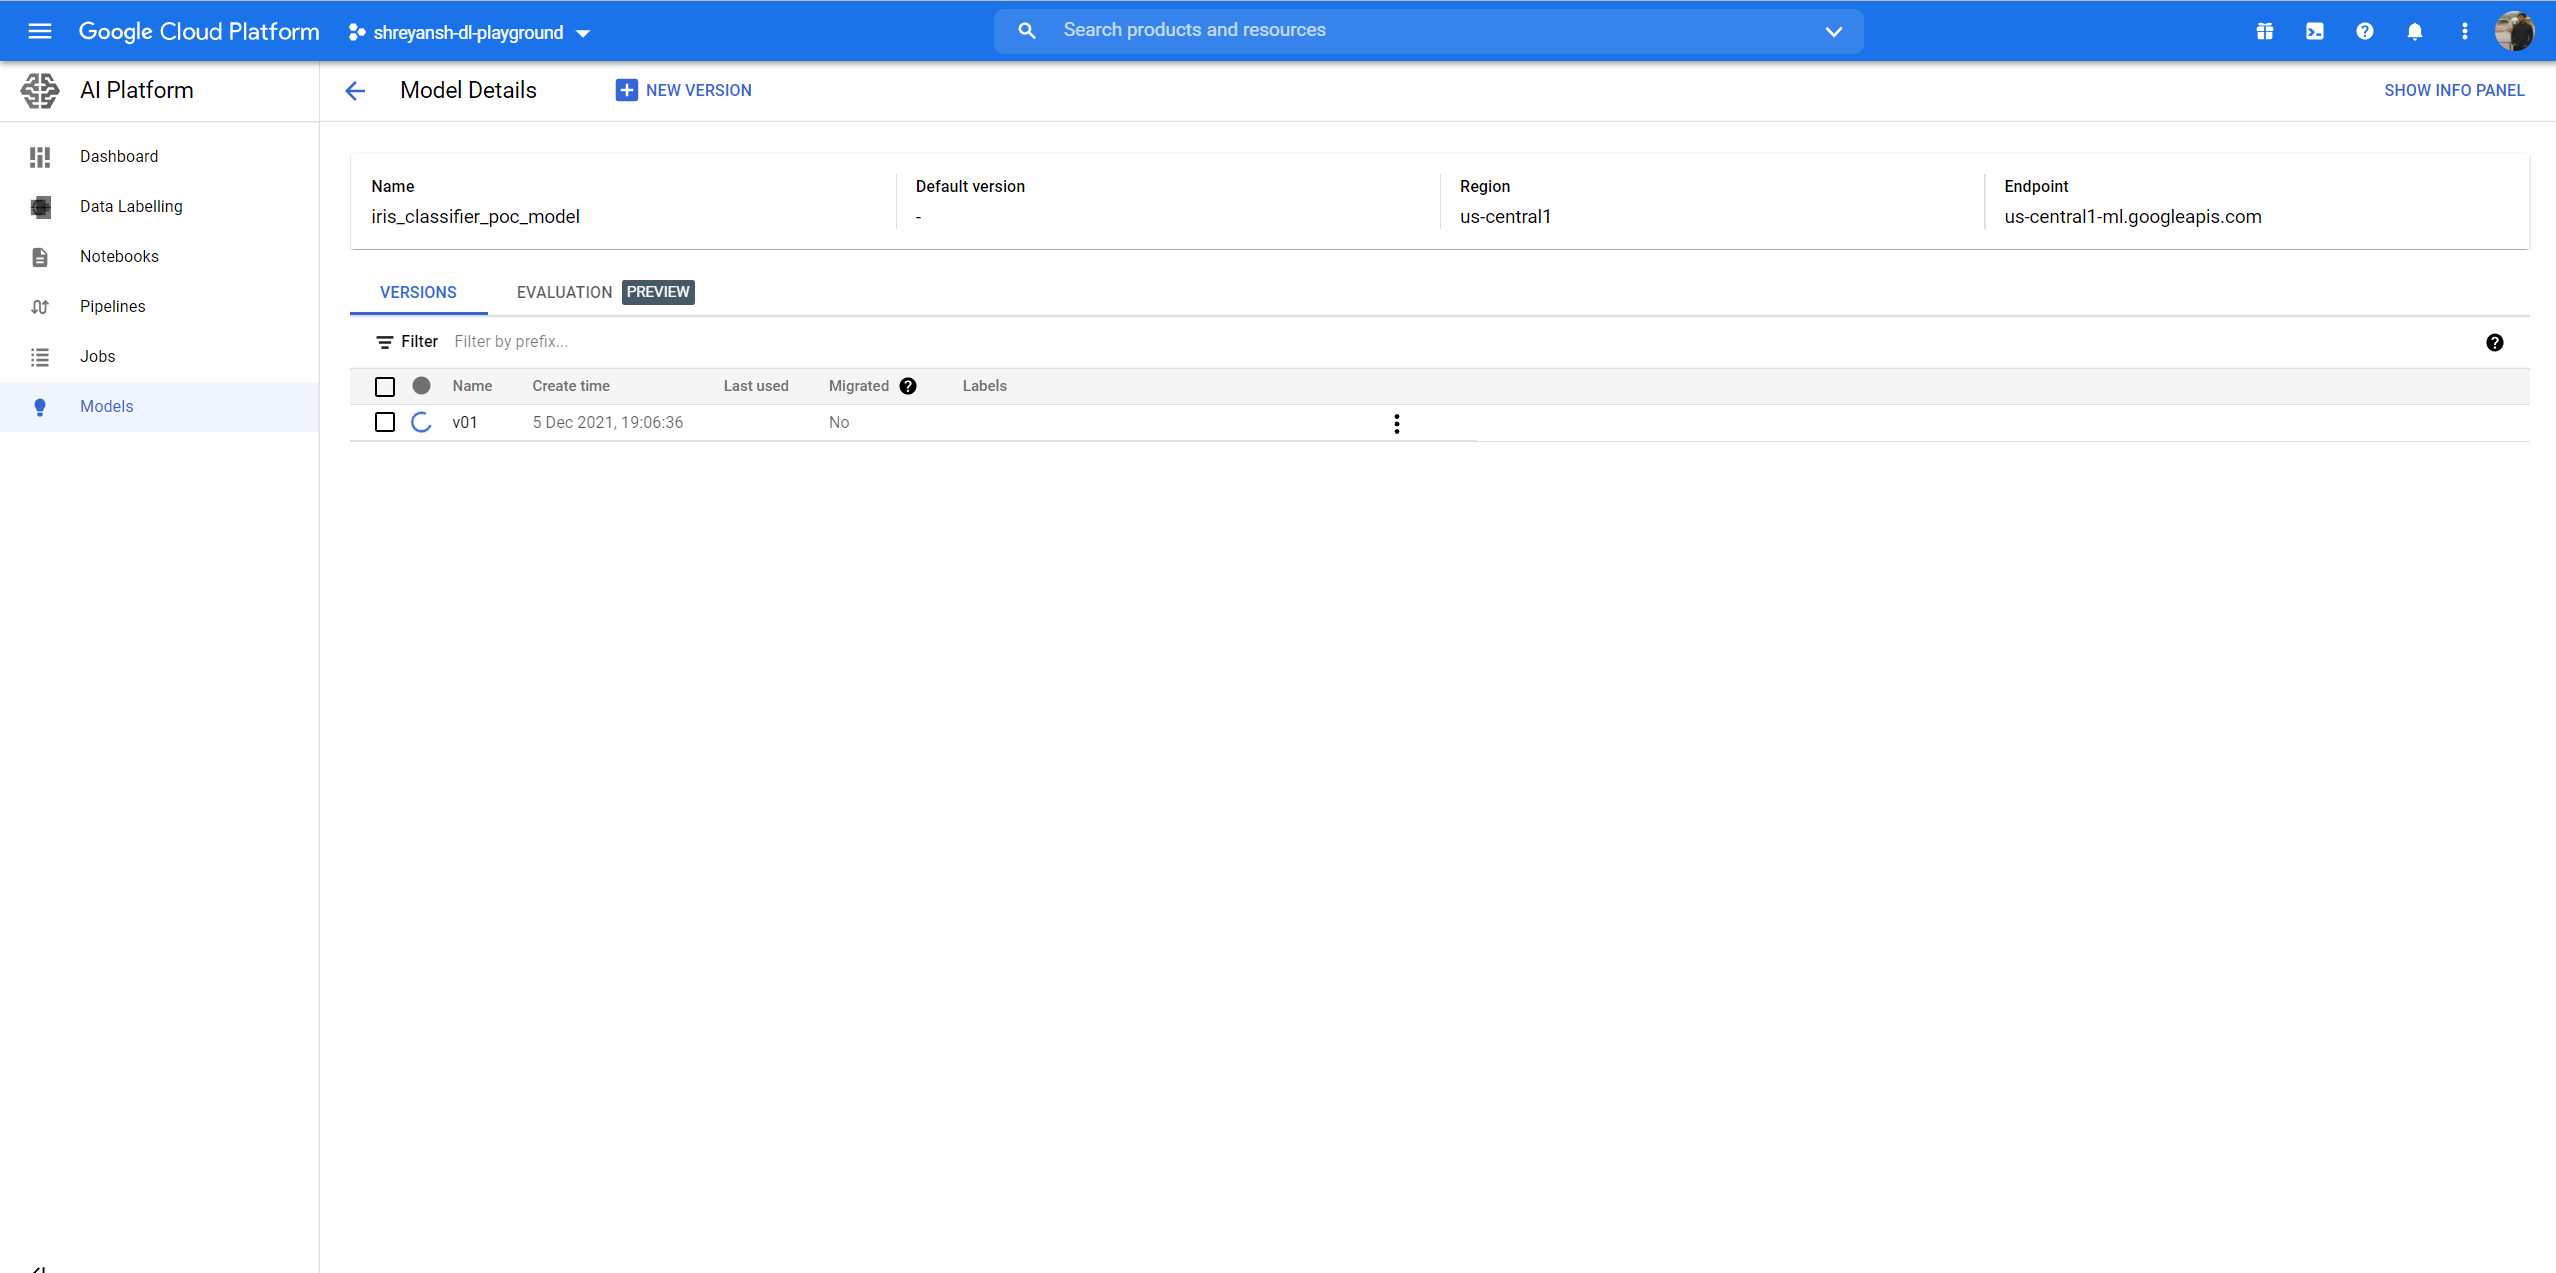 Google Cloud Platform shreyansh-dl-playground Search products and resources
AI Platform
Model Details NEW VERSION SHOW INFO PANEL
Dashboard
Data Labelling
Notebooks
Pipelines
Jobs
Models
Name Default version Region Endpoint
iris_classifier_poc_model - us-central1 us-central1-ml.googleapis.com
VERSIONS EVALUATION PREVIEW
Filter Filter by prefix...
Name Create time Last used Migrated Labels
v01 5 Dec 2021, 19:06:36 No